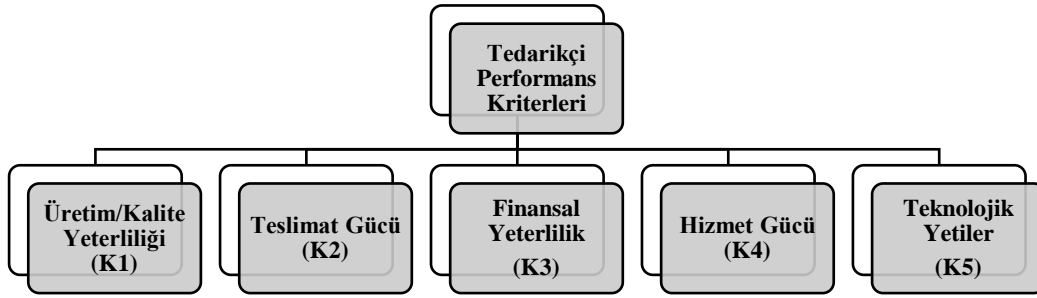 Tedarikçi
Performans
Kriterleri
Üretim/Kalite
Yeterliliği
(K1)
Teslimat Gücü
(K2)
Finansal
Yeterlilik
(K3)
Hizmet Gücü
(K4)
Teknolojik
Yetiler
(K5)